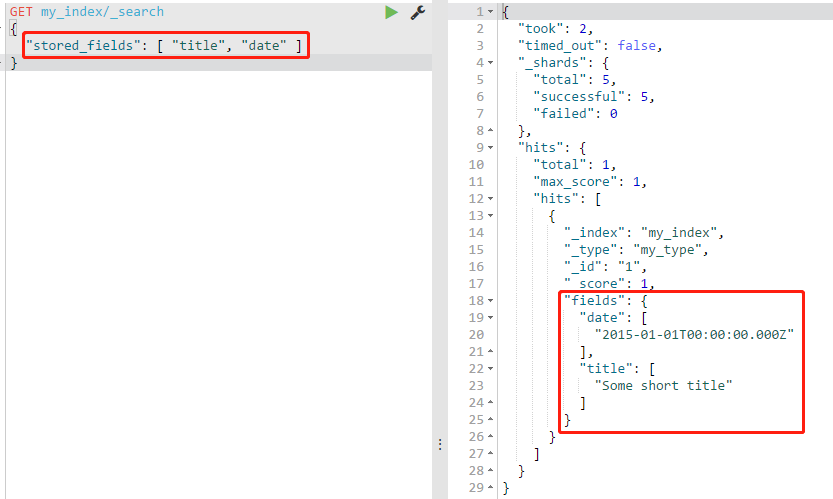 GET my_index/_search
{
"stored_fields": [ "title", "date" ]
}
1 {
2 "took": 2,
3 "timed_out": false,
4 "_shards": {
5 "total": 5,
6 "successful": 5,
7 "failed": 0
8 },
9 "hits": {
10 "total": 1,
11 "max_score": 1,
12 "hits": [
13 {
14 "_index": "my_index",
15 "_type": "my_type",
16 "_id": "1",
17 "_score": 1,
18 "fields": {
19 "date": [
20 "2015-01-01T00:00:00.000Z"
21 ],
22 "title": [
23 "Some short title"
24 ]
25 }
26 }
27 ]
28 }
29 }